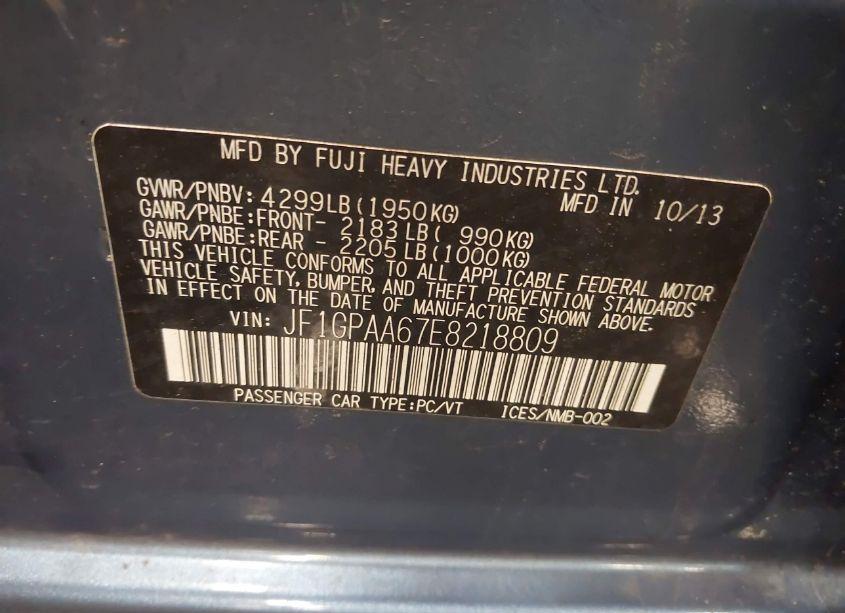 MFD BY FUJI HEAVY INDUSTRIES LTD.
GVWR/PNBV: 4299LB(1950KG) MFD IN 10/13
GAWR/PNBE:FRONT- 2183LB( 990KG)
GAWR/PNBE:REAR - 2205LB(1000KG)
THIS VEHICLE CONFORMS TO ALL APPLICABLE FEDERAL MOTOR
VEHICLE SAFETY, BUMPER, AND THEFT PREVENTION STANDARDS
IN EFFECT ON THE DATE OF MANUFACTURE SHOWN ABOVE.
VIN: JF1GPAA67E8218809
PASSENGER CAR TYPE:PC/VT ICES/NMB-002